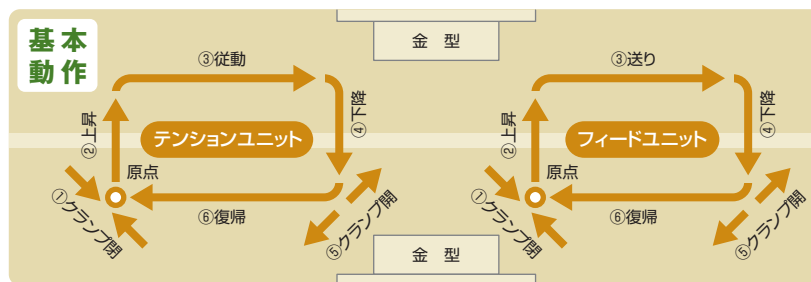 基本
動作
金型
③従動
②上昇
テンションユニット
④下降
原点
①クランプ閉
⑥復帰
⑤クランプ開
③送り
②上昇
フィードユニット
④下降
原点
①クランプ閉
⑥復帰
⑤クランプ開
金型